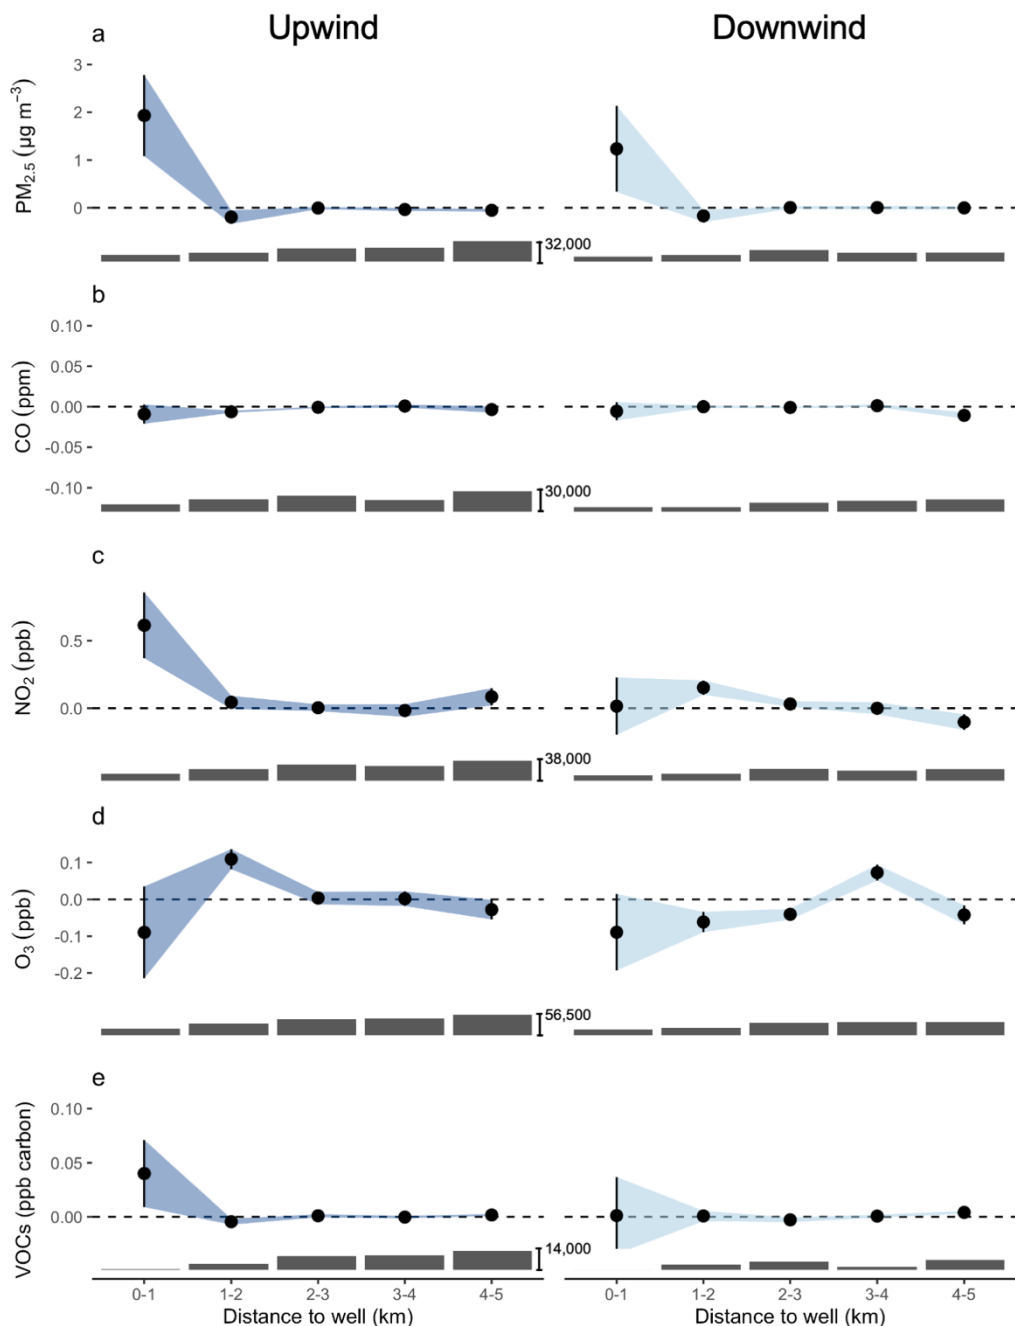 Upwind Downwind
a
PM2.5 (µg m−3)
3
2
1
0
32,000
b
CO (ppm)
0.10
0.05
0.00
-0.05
-0.10
30,000
c
NO2 (ppb)
0.5
0.0
38,000
d
O3 (ppb)
0.1
0.0
-0.1
-0.2
56,500
e
VOCs (ppb carbon)
0.10
0.05
0.00
14,000
0-1 1-2 2-3 3-4 4-5 0-1 1-2 2-3 3-4 4-5
Distance to well (km) Distance to well (km)